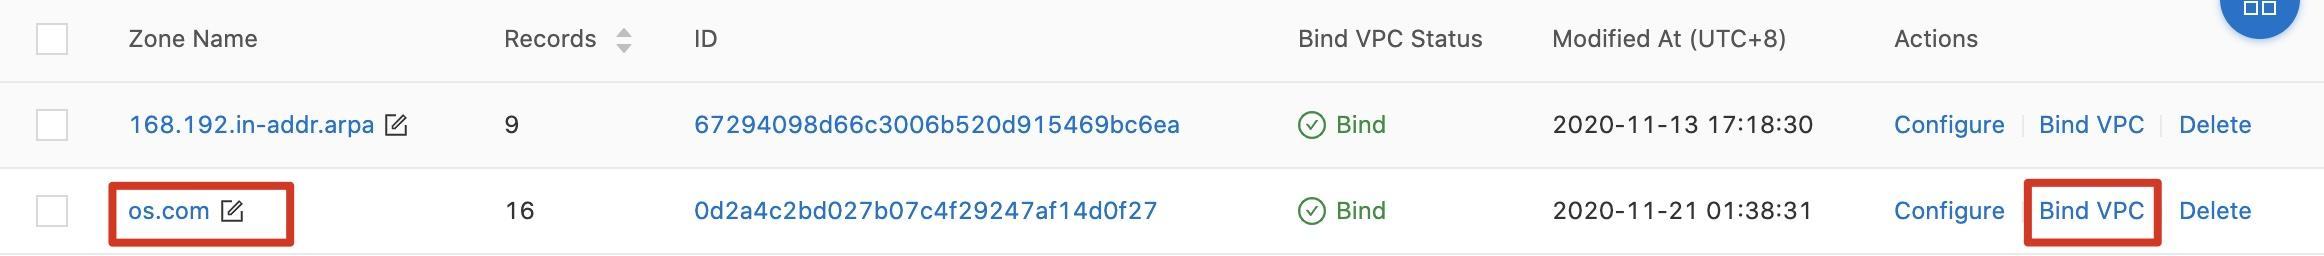 Zone Name Records ID Bind VPC Status Modified At (UTC+8) Actions
168.192.in-addr.arpa 9 67294098d66c3006b520d915469bc6ea Bind 2020-11-13 17:18:30 Configure Bind VPC Delete
os.com 16 0d2a4c2bd027b07c4f29247af14d0f27 Bind 2020-11-21 01:38:31 Configure Bind VPC Delete